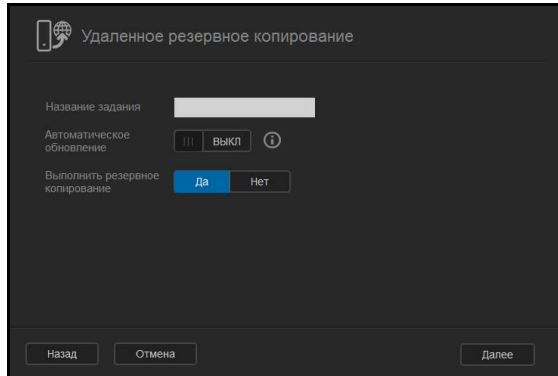 Удаленное резервное копирование
Название задания
Автоматическое
обновление
ВЫКЛ
Выполнить резервное
копирование
Да
Нет
Назад
Отмена
Далее